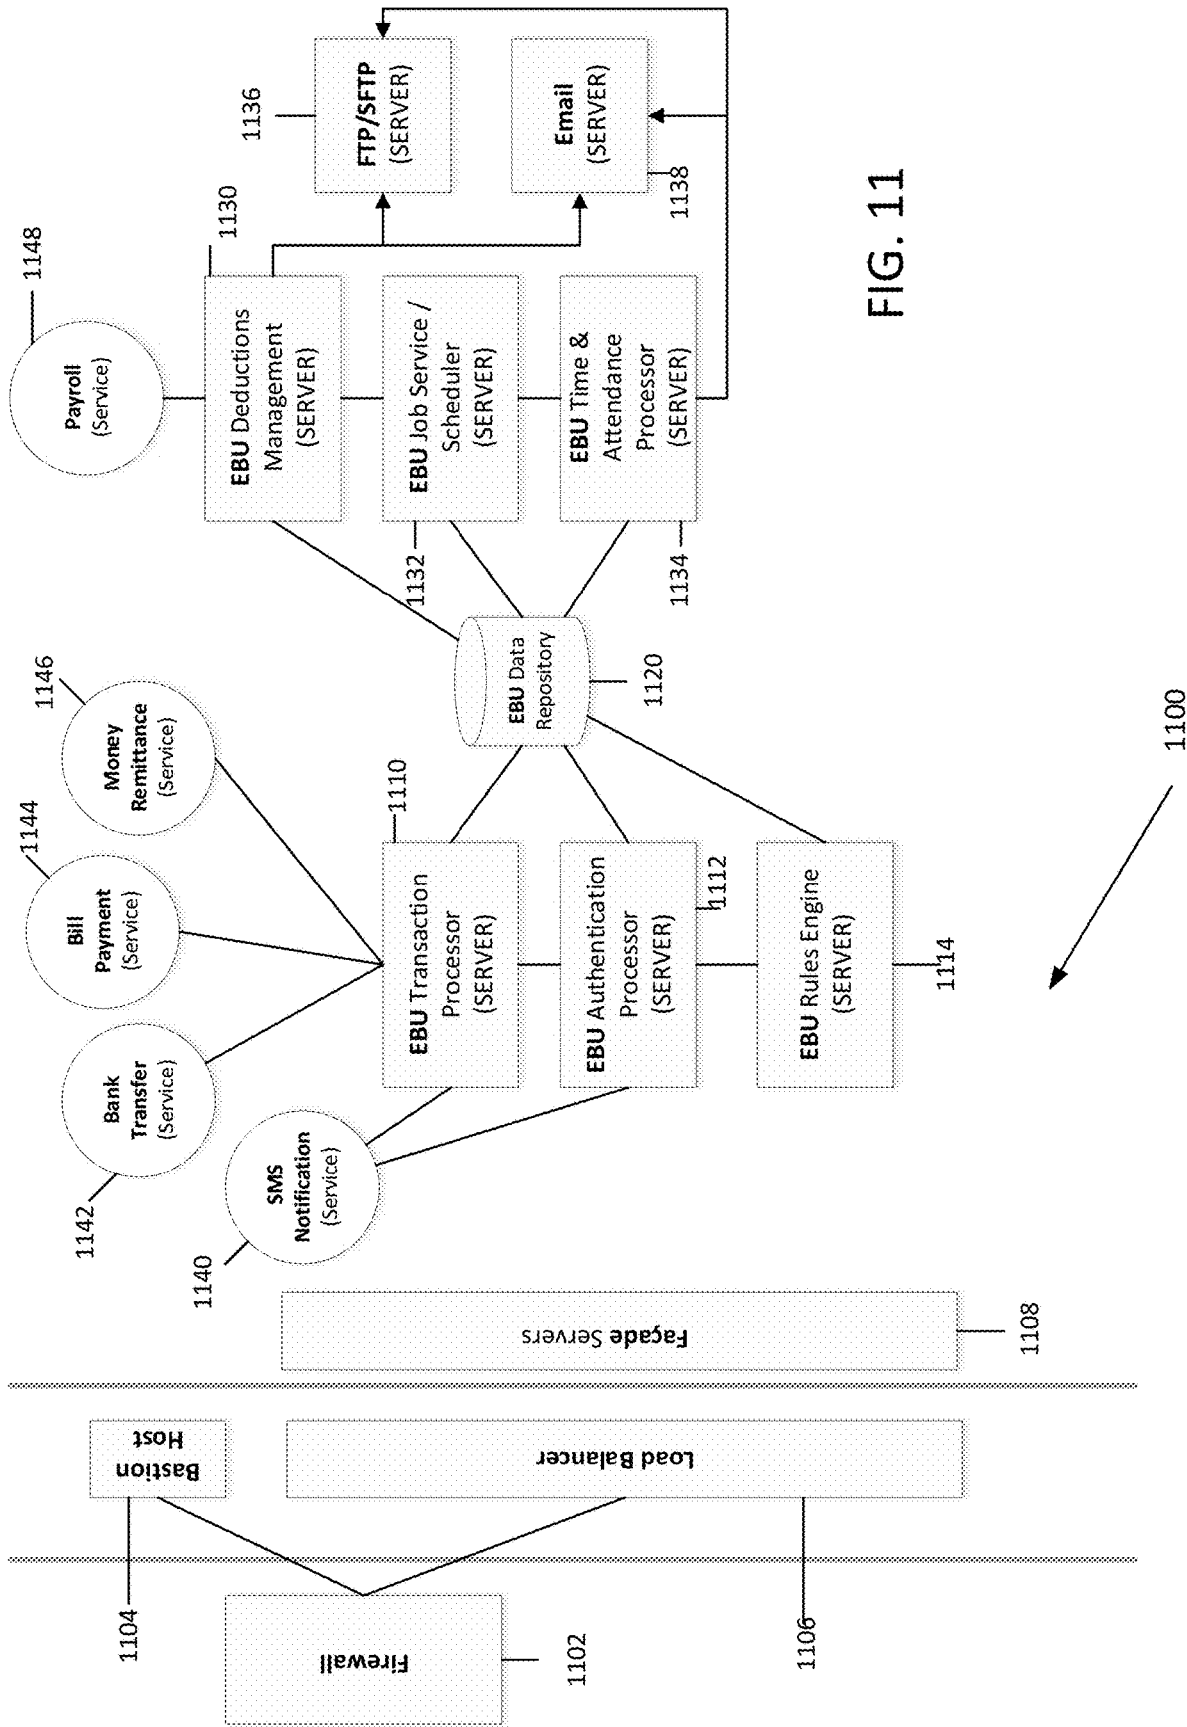 1148
Payroll
(Service)
1130
EBU Deductions
Management
(SERVER)
1136
FTP/SFTP
(SERVER)
Email
(SERVER)
1138
1132
EBU Job Service /
Scheduler
(SERVER)
1134
EBU Time &
Attendance
Processor
(SERVER)
EBU Data
Repository
1120
1146
Money
Remittance
(Service)
1144
Bill
Payment
(Service)
1142
Bank
Transfer
(Service)
1140
SMS
Notification
(Service)
1110
EBU Transaction
Processor
(SERVER)
1112
EBU Authentication
Processor
(SERVER)
EBU Rules Engine
(SERVER)
1114
Façade Servers
1108
Bastion
Host
1104
Load Balancer
1106
Firewall
1102
1100
FIG. 11